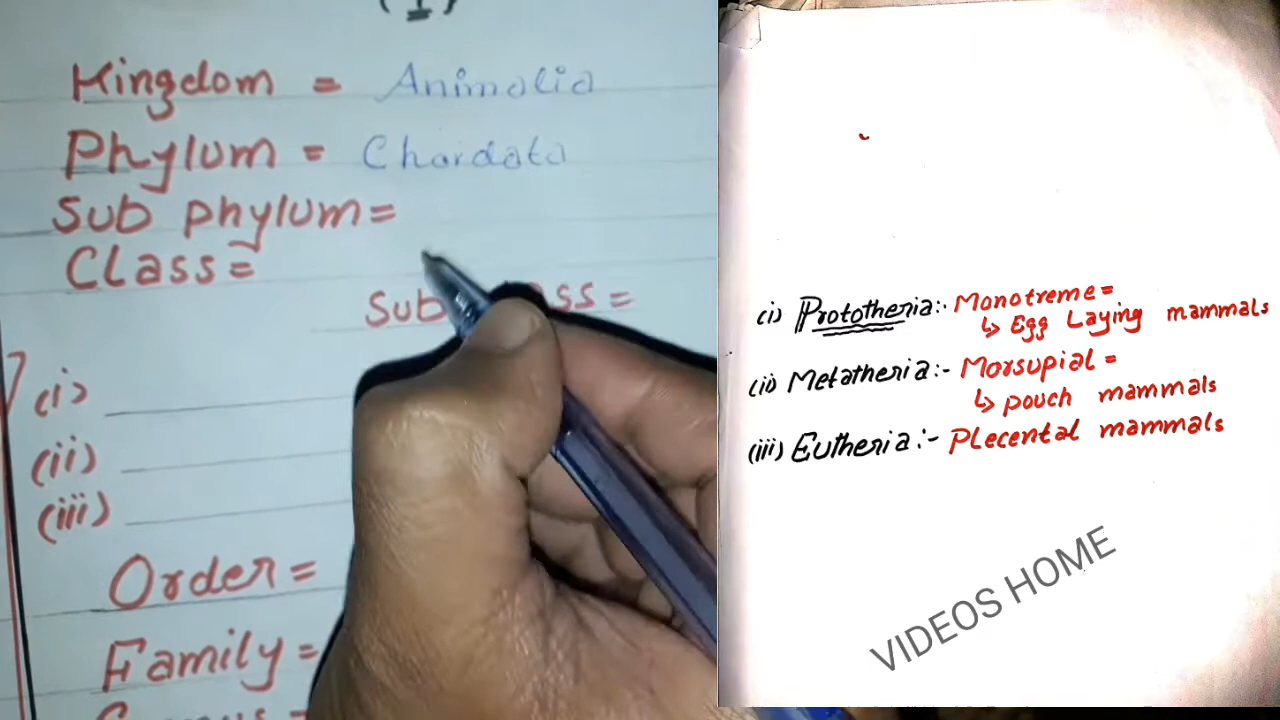 (I)
Kingdom = Animalia
Phylum = Chordata
Sub phylum=
Class=
Sub ss =
(i)
(ii)
(iii)
Order=
Family=
(i) Prototheria:- Monotreme=
↳ Egg Laying mammals
(ii) Metatheria:- Morsupial =
↳ pouch mammals
(iii) Eutheria:- Plecental mammals
VIDEOS HOME